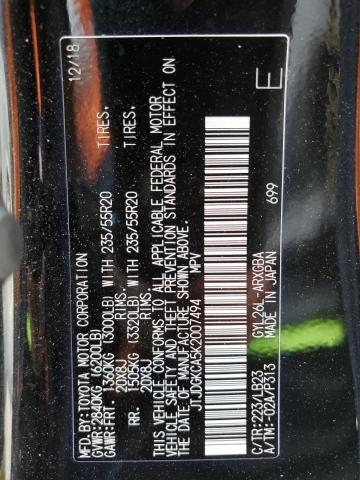 MFD.BY:TOYOTA MOTOR CORPORATION 12/18
GVWR:2840KG (6200LB)
GAWR:FRT. 1360KG (3000LB) WITH 235/55R20 TIRES.
20X8J RIMS.
RR. 1505KG (3320LB) WITH 235/55R20 TIRES.
20X8J RIMS.
THIS VEHICLE CONFORMS TO ALL APPLICABLE FEDERAL MOTOR
VEHICLE SAFETY AND THEFT PREVENTION STANDARDS IN EFFECT ON
THE DATE OF MANUFACTURE SHOWN ABOVE.
JTJDGKCA5K2007494 MPV
E
C/TR:223/LB23 GYL26L-ARXGBA 699
A/TM:-02A/P313 MADE IN JAPAN